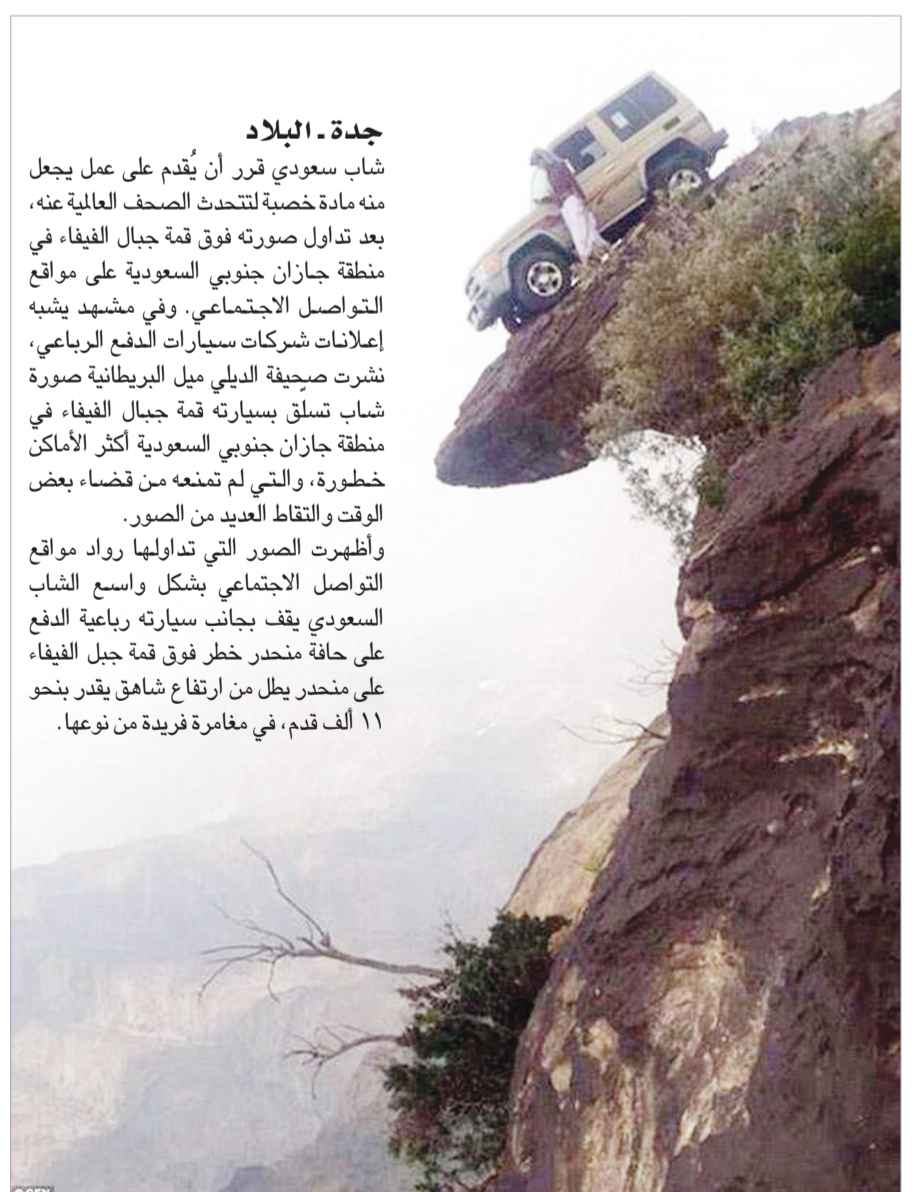 جدة ـ البلاد
شاب سعودي قرر أن يُقدم على عمل يجعل
منه مادة خصبة لتتحدث الصحف العالمية عنه،
بعد تداول صورته فوق قمة جبال الفيفاء في
منطقة جازان جنوبي السعودية على مواقع
التواصل الاجتماعي. وفي مشهد يشبه
إعلانات شركات سيارات الدفع الرباعي،
نشرت صحيفة الديلي ميل البريطانية صورة
شاب تسلّق بسيارته قمة جبال الفيفاء في
منطقة جازان جنوبي السعودية أكثر الأماكن
خطورة، والتي لم تمنعه من قضاء بعض
الوقت والتقاط العديد من الصور.
وأظهرت الصور التي تداولها رواد مواقع
التواصل الاجتماعي بشكل واسع الشاب
السعودي يقف بجانب سيارته رباعية الدفع
على حافة منحدر خطر فوق قمة جبل الفيفاء
على منحدر يطل من ارتفاع شاهق يقدر بنحو
١١ ألف قدم، في مغامرة فريدة من نوعها.